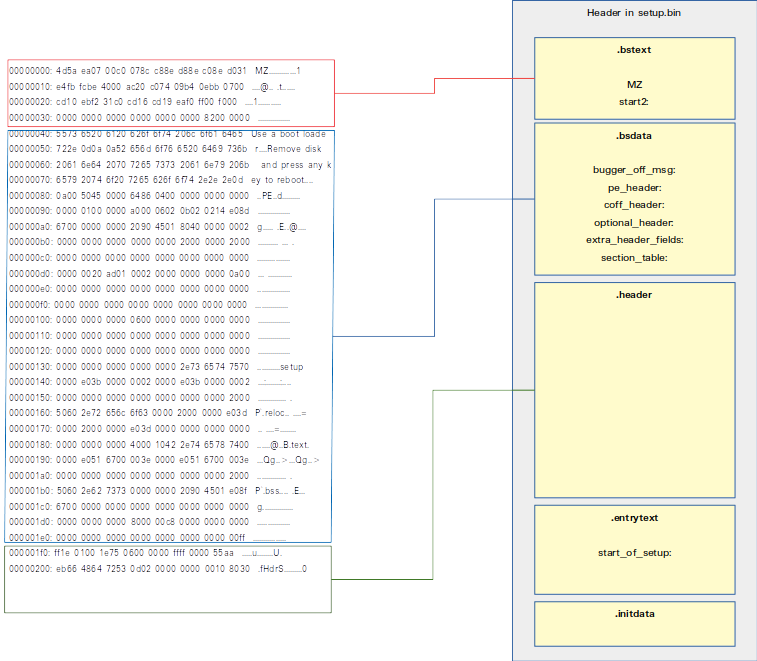 00000000: 4d5a ea07 00c0 078c c88e d88e c08e d031 MZ..........1
00000010: e4fb fcbe 4000 ac20 c074 09b4 0ebb 0700 ....@.. .t......
00000020: cd10 ebf2 31c0 cd16 cd19 eaf0 ff00 f000 ....1...........
00000030: 0000 0000 0000 0000 0000 0000 8200 0000
00000040: 5573 6520 6120 626f 6f74 206c 6f61 6465 Use a boot loade
00000050: 722e 0d0a 0a52 656d 6f76 6520 6469 736b r....Remove disk
00000060: 2061 6e64 2070 7265 7373 2061 6e79 206b and press any k
00000070: 6579 2074 6f20 7265 626f 6f74 2e2e 2e0d ey to reboot....
00000080: 0a00 5045 0000 6486 0400 0000 0000 0000 ..PE..d.........
00000090: 0000 0100 0000 a000 0602 0b02 0214 e08d
000000a0: 6700 0000 0000 2090 4501 8040 0000 0002 g..... .E..@....
000000b0: 0000 0000 0000 0000 0000 2000 0000 2000
000000c0: 0000 0000 0000 0000 0000 0000 0000 0000
000000d0: 0000 0020 ad01 0002 0000 0000 0000 0a00
000000e0: 0000 0000 0000 0000 0000 0000 0000 0000
000000f0: 0000 0000 0000 0000 0000 0000 0000 0000
00000100: 0000 0000 0000 0600 0000 0000 0000 0000
00000110: 0000 0000 0000 0000 0000 0000 0000 0000
00000120: 0000 0000 0000 0000 0000 0000 0000 0000
00000130: 0000 0000 0000 0000 0000 2e73 6574 7570 ...........setup
00000140: 0000 e03b 0000 0002 0000 e03b 0000 0002
00000150: 0000 0000 0000 0000 0000 0000 0000 2000
00000160: 5060 2e72 656c 6f63 0000 2000 0000 e03d P`.reloc.. ....=
00000170: 0000 2000 0000 e03d 0000 0000 0000 0000 .. ....=........
00000180: 0000 0000 0000 4000 1042 2e74 6578 7400 ......@..B.text.
00000190: 0000 e051 6700 003e 0000 e051 6700 003e ...Qg..>...Qg..>
000001a0: 0000 0000 0000 0000 0000 0000 0000 2000
000001b0: 5060 2e62 7373 0000 0000 2090 4501 e08f P`.bss.... .E...
000001c0: 6700 0000 0000 0000 0000 0000 0000 0000 g...............
000001d0: 0000 0000 0000 8000 00c8 0000 0000 0000
000001e0: 0000 0000 0000 0000 0000 0000 0000 00ff
000001f0: ff1e 0100 1e75 0600 0000 ffff 0000 55aa .....u........U.
00000200: eb66 4864 7253 0d02 0000 0000 0010 8030 .fHdrS.........0
Header in setup.bin
.bstext
MZ
start2:
.bsdata
bugger_off_msg:
pe_header:
coff_header:
optional_header:
extra_header_fields:
section_table:
.header
.entrytext
start_of_setup:
.initdata